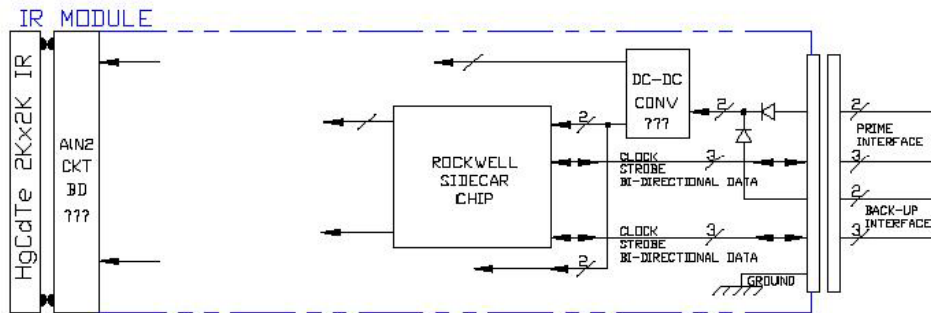 IR MODULE
HgCdTe 2Kx2K IR
AlN2
CKT
BD
???
DC-DC
CONV
???
2
2
ROCKWELL
SIDECAR
CHIP
CLOCK
STROBE
BI-DIRECTIONAL DATA
3
CLOCK
STROBE
BI-DIRECTIONAL DATA
3
2
GROUND
2
PRIME
INTERFACE
3
2
BACK-UP
INTERFACE
3